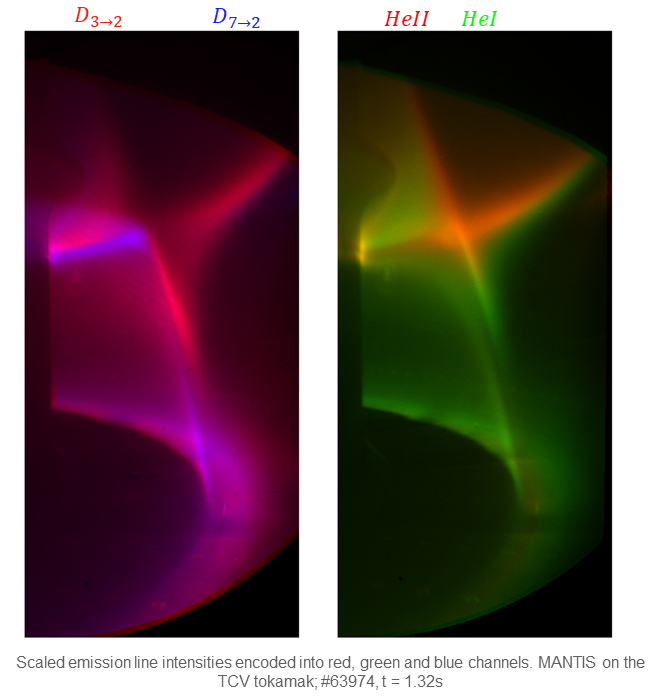 D3→2 D7→2 HeII HeI
Scaled emission line intensities encoded into red, green and blue channels. MANTIS on the
TCV tokamak; #63974, t = 1.32s